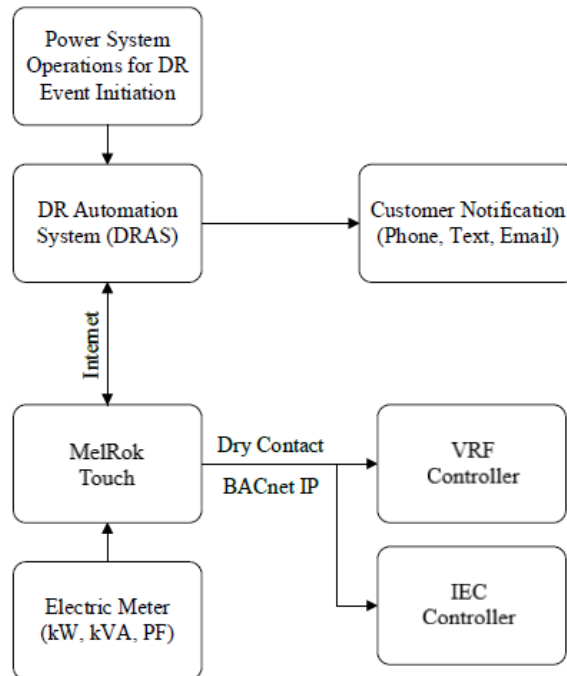 Power System
Operations for DR
Event Initiation
DR Automation
System (DRAS)
Customer Notification
(Phone, Text, Email)
Internet
MelRok
Touch
Dry Contact
BACnet IP
VRF
Controller
Electric Meter
(kW, kVA, PF)
IEC
Controller